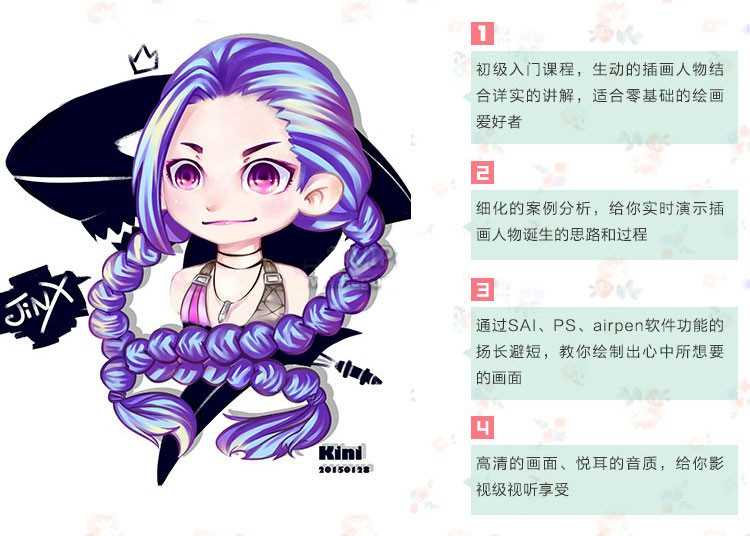 JiNX
Kini
20150128
1
初级入门课程，生动的插画人物结
合详实的讲解，适合零基础的绘画
爱好者
2
细化的案例分析，给你实时演示插
画人物诞生的思路和过程
3
通过SAI、PS、airpen软件功能的
扬长避短，教你绘制出心中所想要
的画面
4
高清的画面、悦耳的音质，给你影
视级视听享受